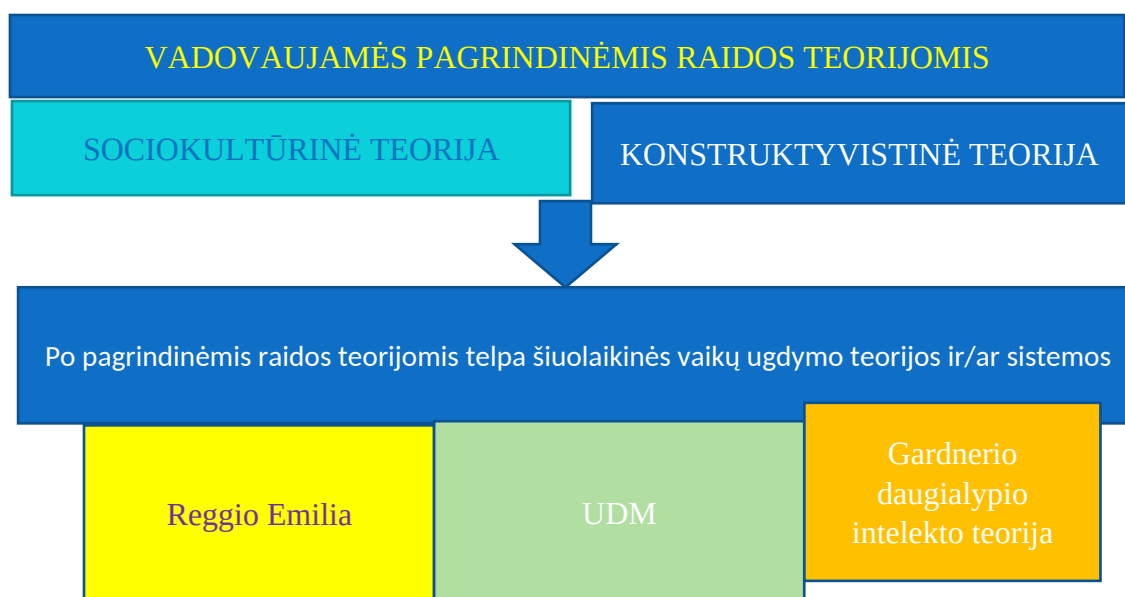 VADOVAUJAMĖS PAGRINDINĖMIS RAIDOS TEORIJOMIS
SOCIOKULTŪRINĖ TEORIJA
KONSTRUKTYVISTINĖ TEORIJA
Po pagrindinėmis raidos teorijomis telpa šiuolaikinės vaikų ugdymo teorijos ir/ar sistemos
Reggio Emilia
UDM
Gardnerio
daugialypio
intelekto teorija